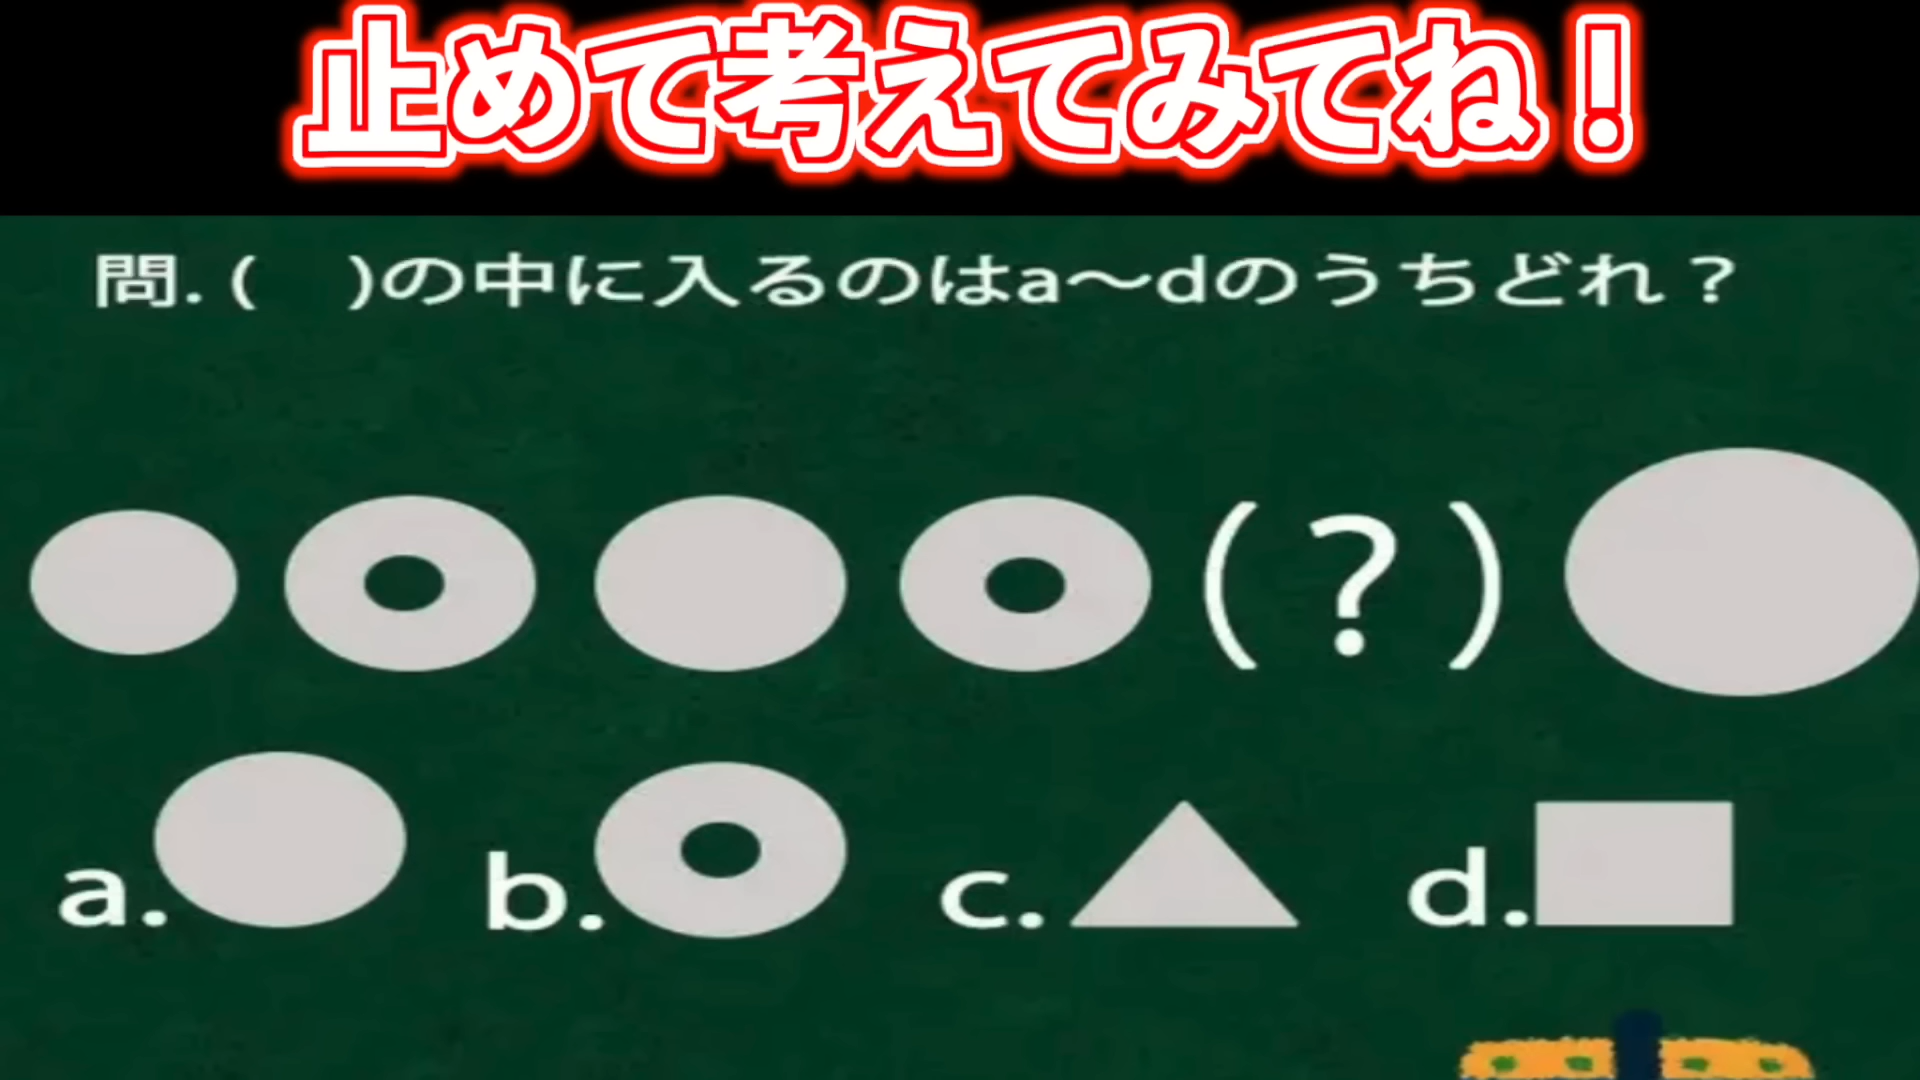 止めて考えてみてね！
問.(　)の中に入るのはa～dのうちどれ？
(？)
a. b. c. d.